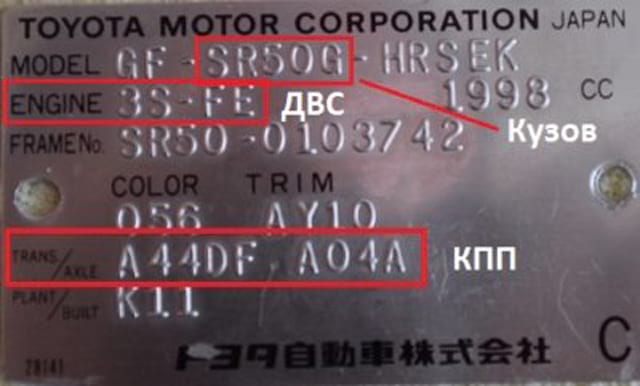 TOYOTA MOTOR CORPORATION JAPAN
MODEL GF-SR50G-HRSEK
ENGINE 3S-FE ДВС 1998 CC
Кузов
FRAME No. SR50-0103742
COLOR TRIM
056 AY10
TRANS/AXLE A44DF A04A КПП
PLANT/BUILT K11
28141 トヨタ自動車株式会社 C